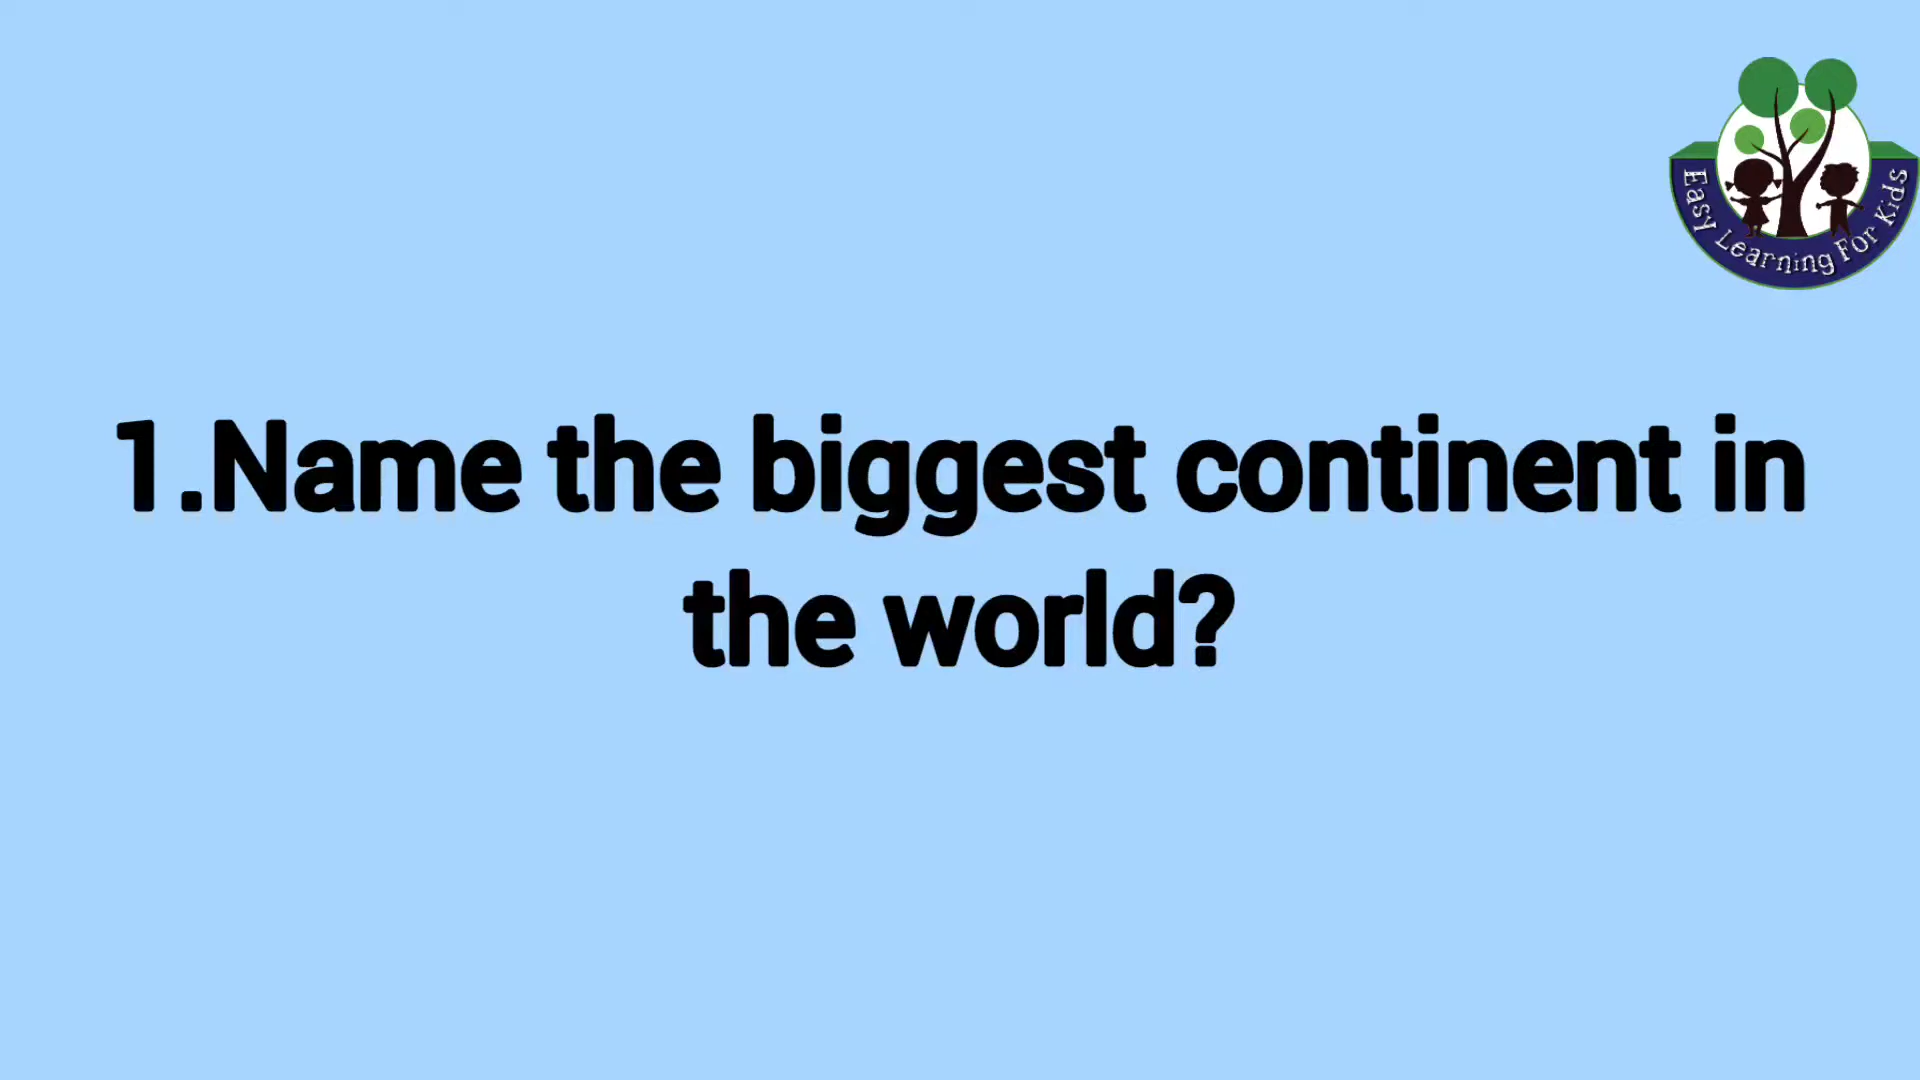 Easy Learning For Kids
1.Name the biggest continent in
the world?